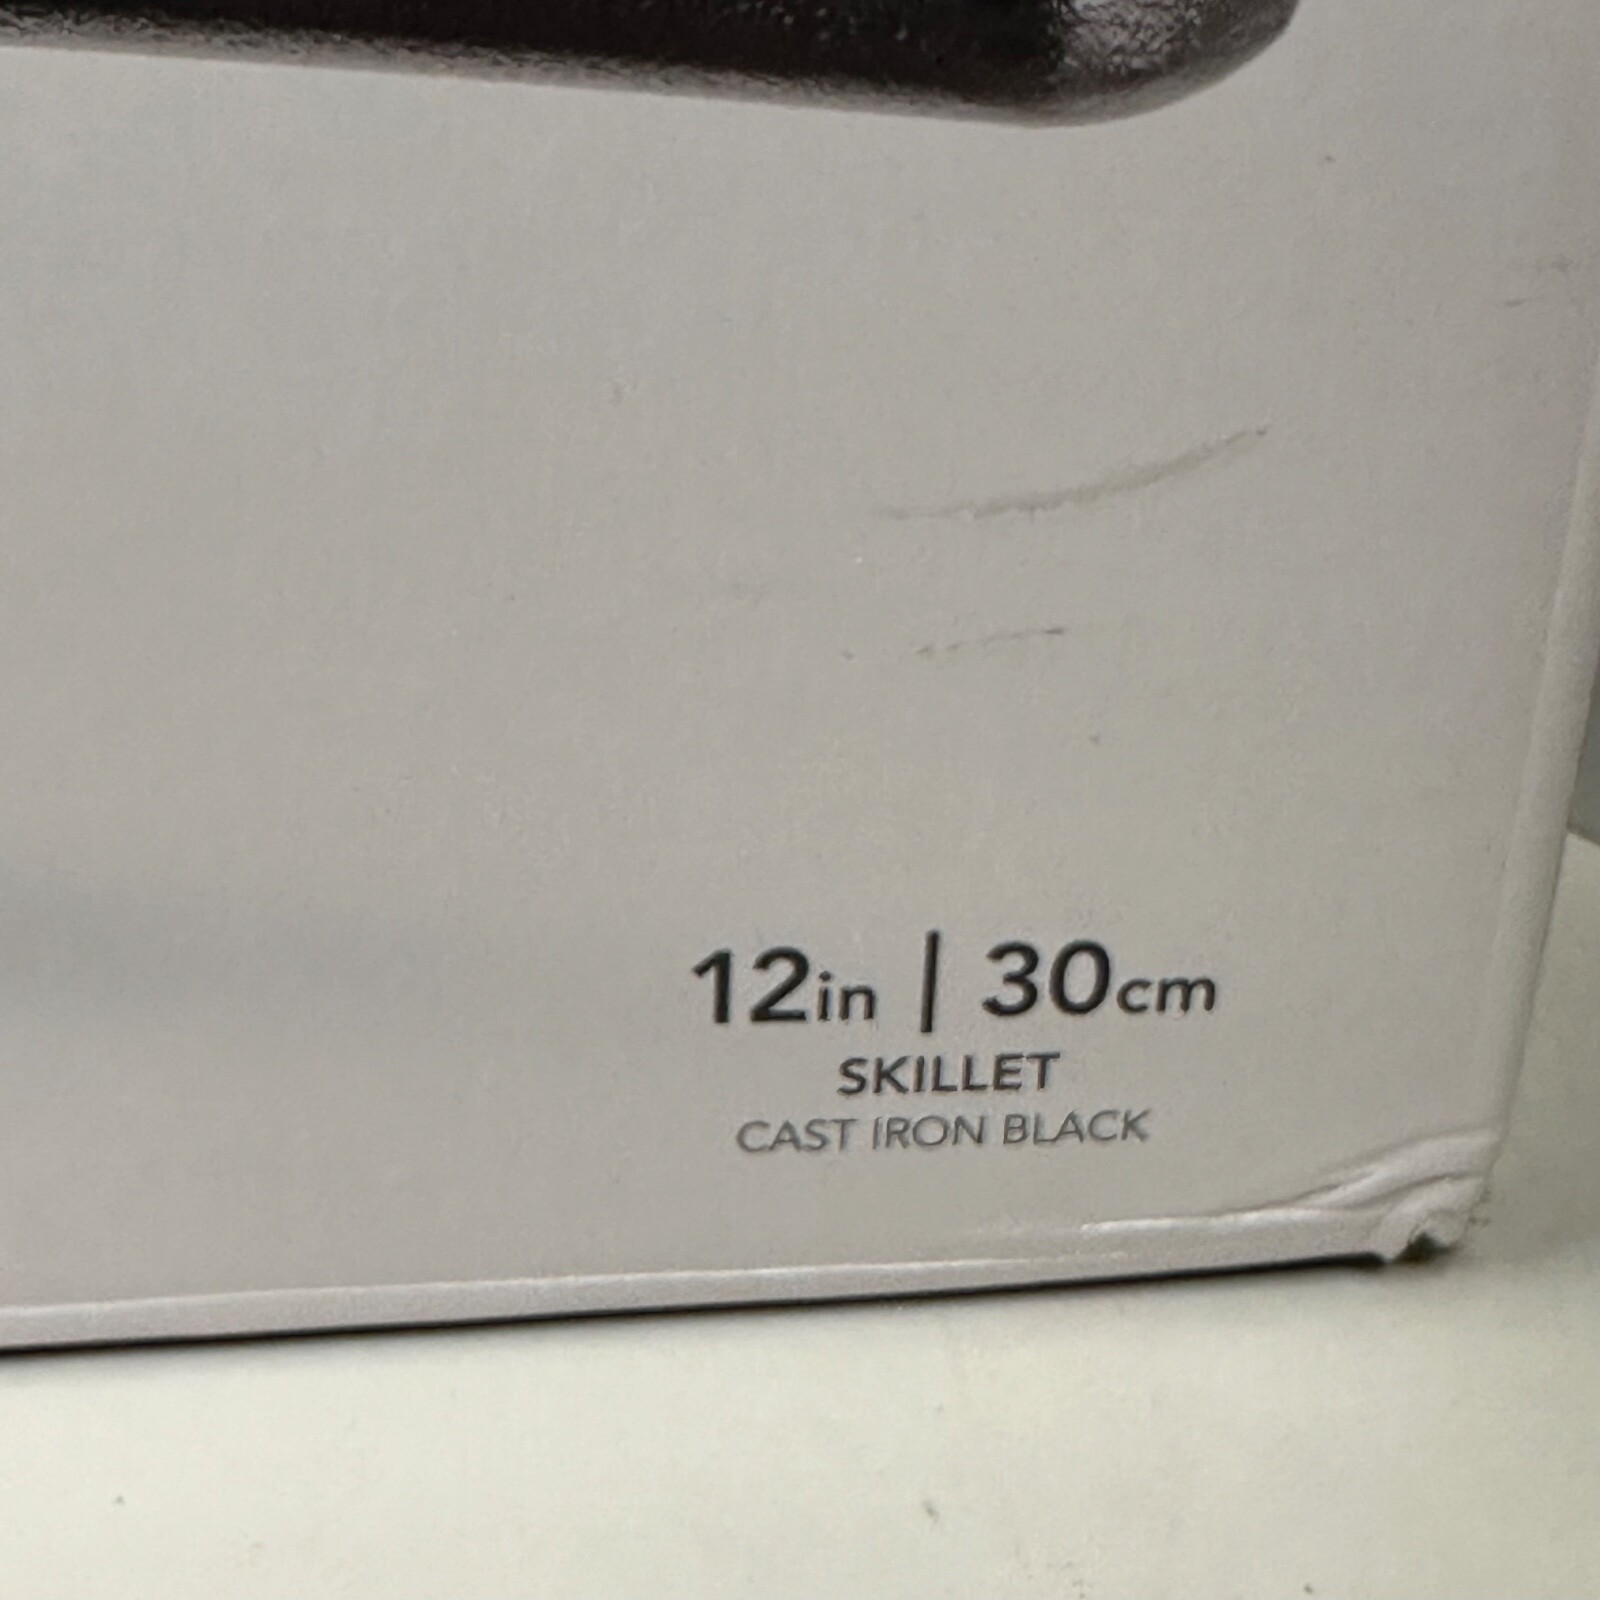 12in | 30cm
SKILLET
CAST IRON BLACK